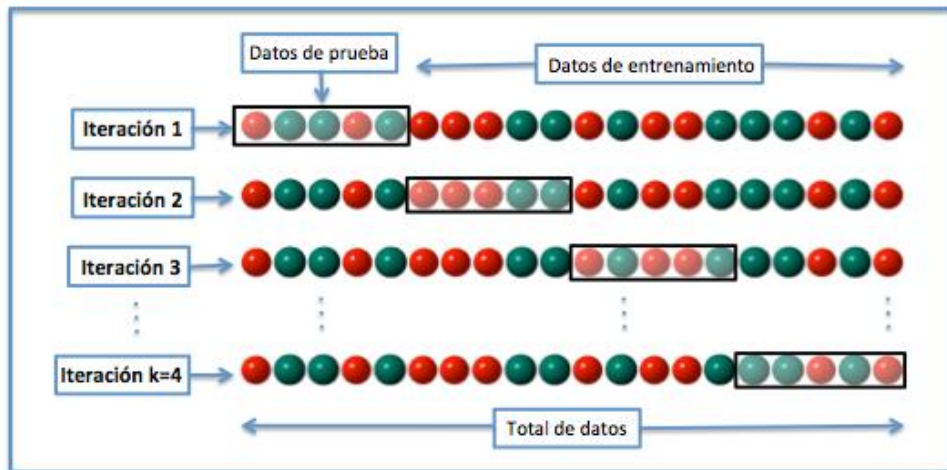 Datos de prueba
Datos de entrenamiento
Iteración 1
Iteración 2
Iteración 3
Iteración k=4
Total de datos